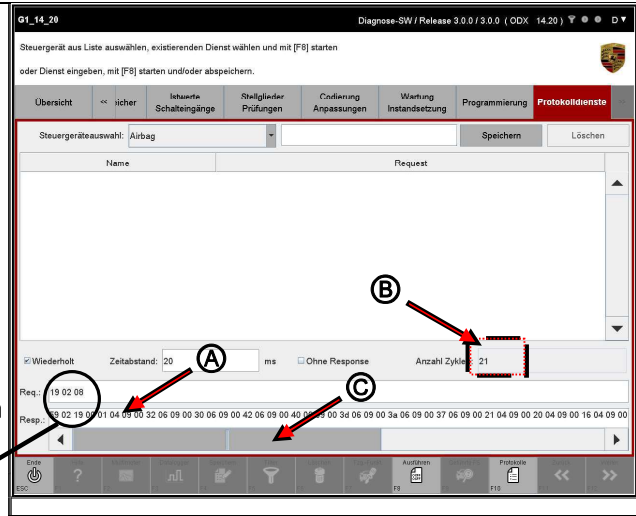 G1_14_20 Diagnose-SW / Release 3.0.0 / 3.0.0 ( ODX 14.20 ) D
Steuergerät aus Liste auswählen, existierenden Dienst wählen und mit [F8] starten
oder Dienst eingeben, mit [F8] starten und/oder abspeichern.
Übersicht << eicher Istwerte Schalteingänge Stellglieder Prüfungen Codierung Anpassungen Wartung Instandsetzung Programmierung Protokolldienste
Steuergeräteauswahl: Airbag Speichern Löschen
Name Request
B
Wiederholt Zeitabstand: 20 ms Ohne Response Anzahl Zykle 21
A
C
Req.: 19 02 08
Resp.: 59 02 19 00 01 04 09 00 32 06 09 00 30 06 09 00 42 06 09 00 40 06 09 00 3d 06 09 00 3a 06 09 00 37 06 09 00 21 04 09 00 20 04 09 00 16 04 09 00
Ende Ausführen Protokolle
ESC ? F8 F10 << >>